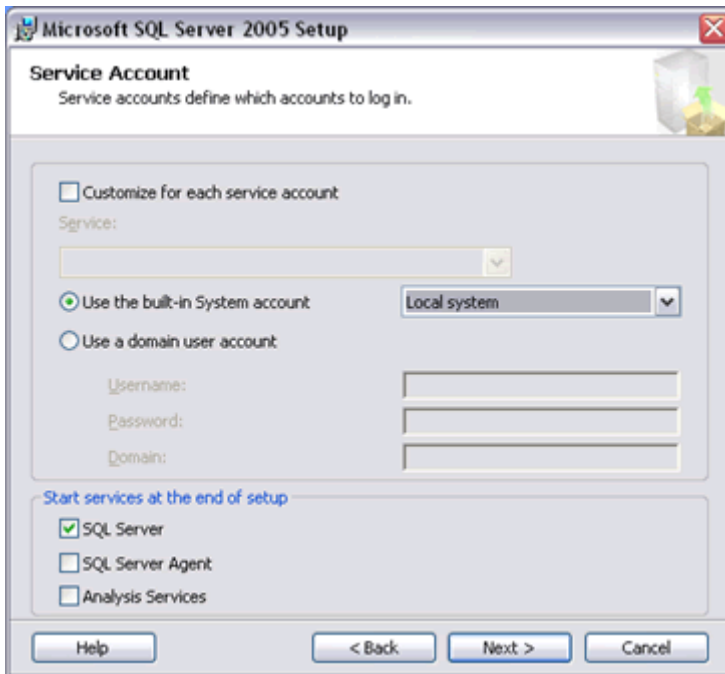 Microsoft SQL Server 2005 Setup
Service Account
Service accounts define which accounts to log in.
Customize for each service account
Service:
Use the built-in System account Local system
Use a domain user account
Username:
Password:
Domain:
Start services at the end of setup
SQL Server
SQL Server Agent
Analysis Services
Help < Back Next > Cancel